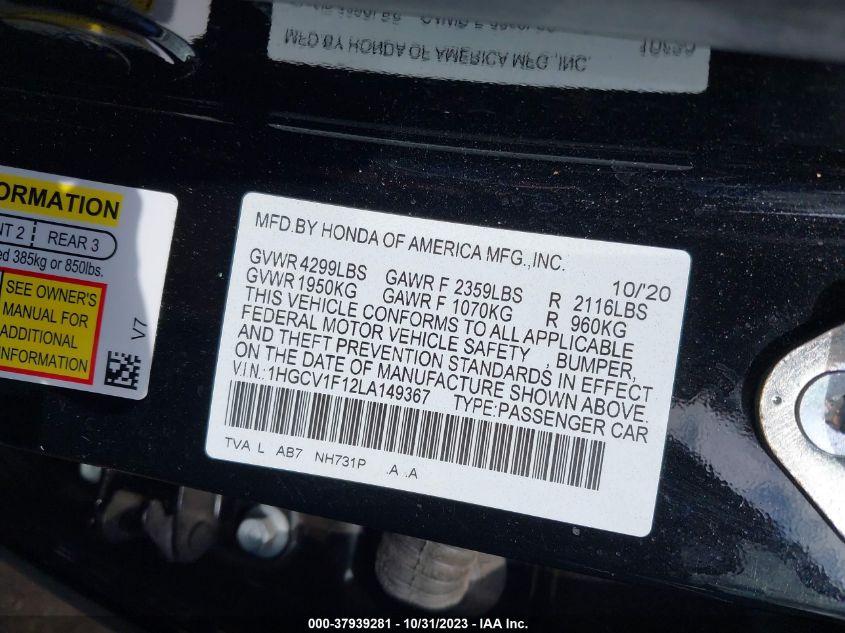 MFD.BY HONDA OF AMERICA MFG.,INC.
10/'20
ORMATION
NT 2 REAR 3
ed 385kg or 850lbs.
SEE OWNER'S
MANUAL FOR
ADDITIONAL
INFORMATION
V7
MFD.BY HONDA OF AMERICA MFG.,INC.
10/'20
GVWR 4299LBS GAWR F 2359LBS R 2116LBS
GVWR 1950KG GAWR F 1070KG R 960KG
THIS VEHICLE CONFORMS TO ALL APPLICABLE
FEDERAL MOTOR VEHICLE SAFETY , BUMPER,
AND THEFT PREVENTION STANDARDS IN EFFECT
ON THE DATE OF MANUFACTURE SHOWN ABOVE.
VIN:1HGCV1F12LA149367 TYPE:PASSENGER CAR
TVA L AB7 NH731P .A .A
000-37939281 - 10/31/2023 - IAA Inc.